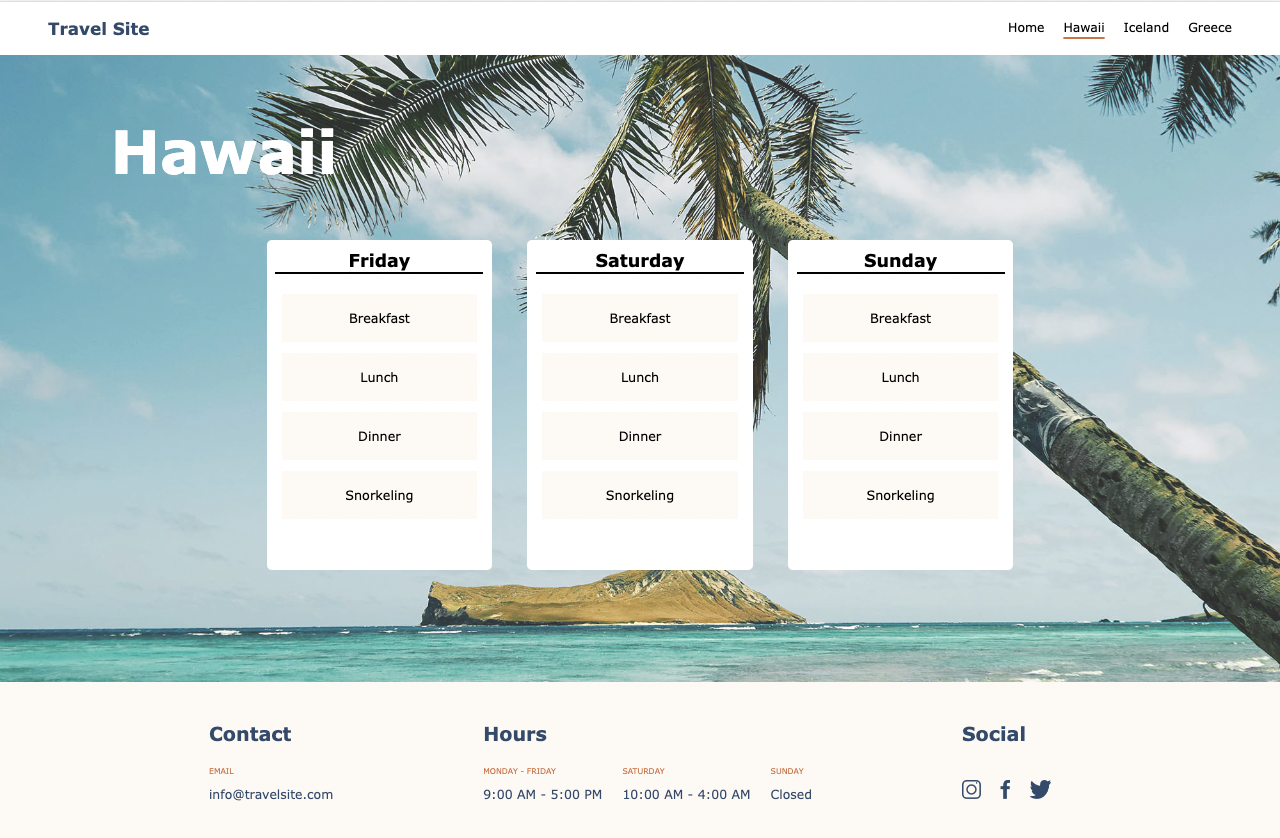 Travel Site
Home Hawaii Iceland Greece
Hawaii
Friday
Breakfast
Lunch
Dinner
Snorkeling
Saturday
Breakfast
Lunch
Dinner
Snorkeling
Sunday
Breakfast
Lunch
Dinner
Snorkeling
Contact
EMAIL
info@travelsite.com
Hours
MONDAY - FRIDAY
9:00 AM - 5:00 PM
SATURDAY
10:00 AM - 4:00 AM
SUNDAY
Closed
Social